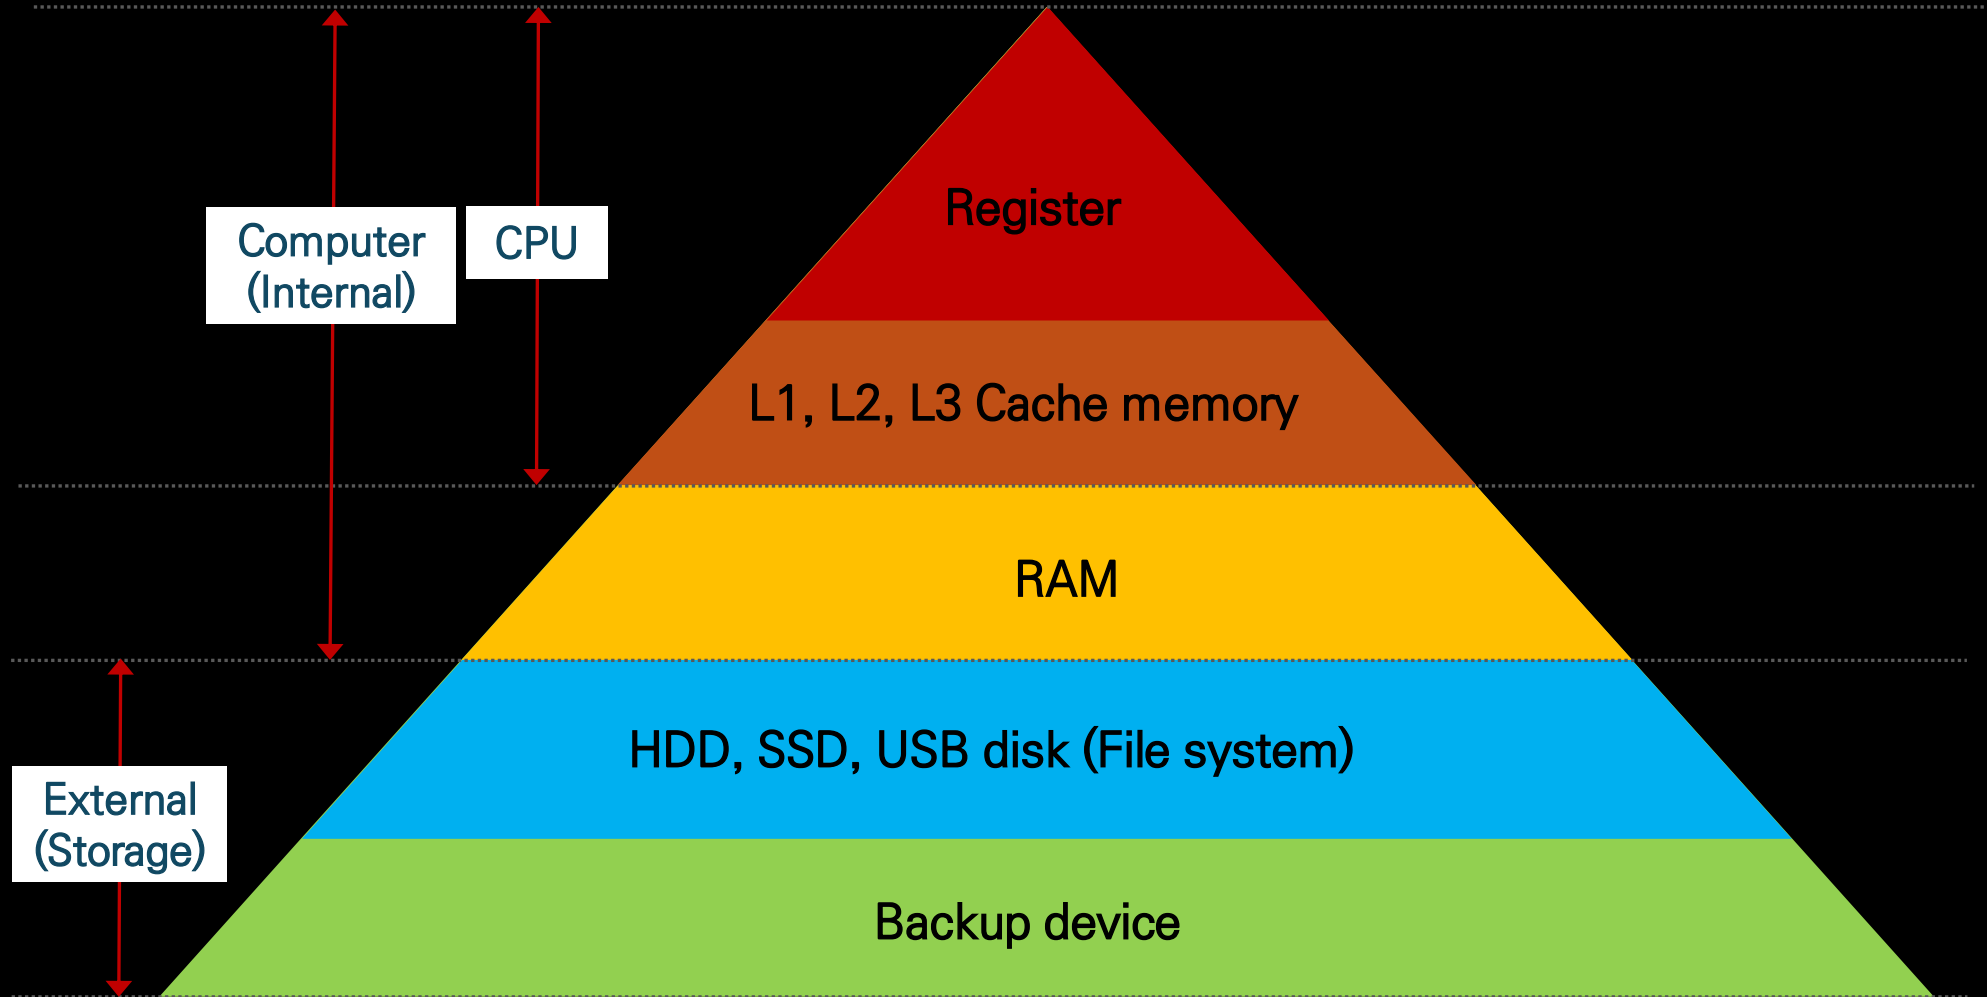 Register
Computer
(Internal)
CPU
L1, L2, L3 Cache memory
RAM
HDD, SSD, USB disk (File system)
External
(Storage)
Backup device